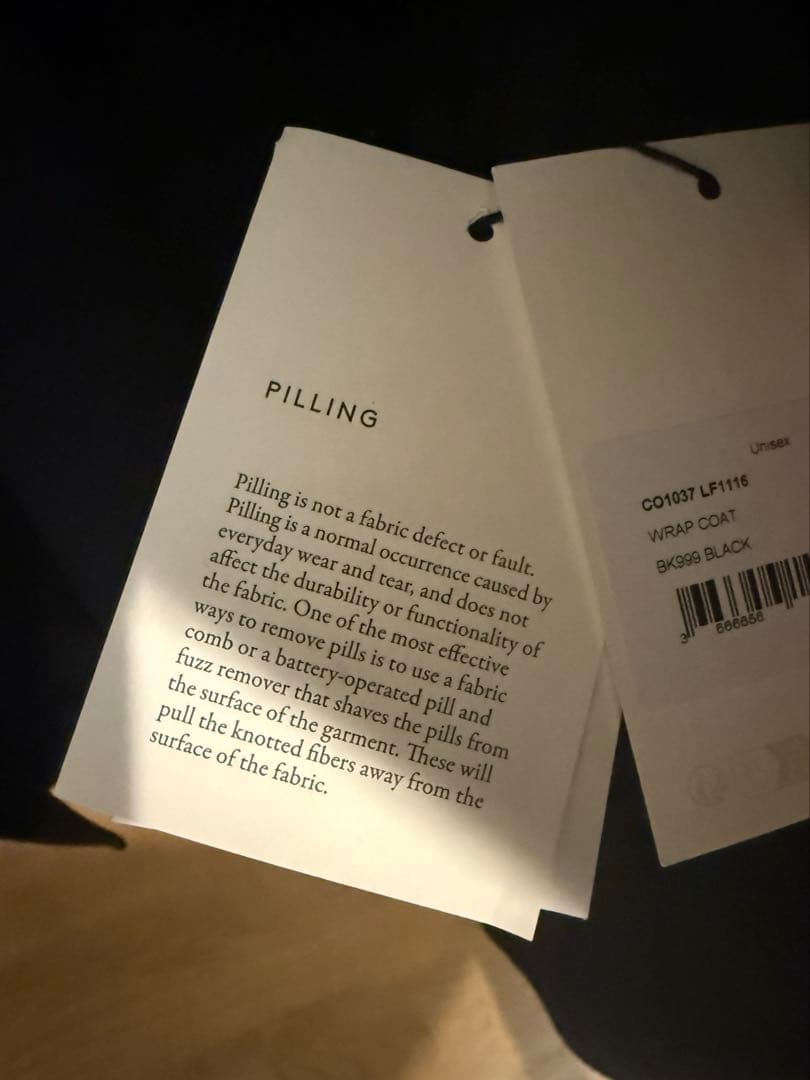 PILLING
Pilling is not a fabric defect or fault.
Pilling is a normal occurrence caused by
everyday wear and tear, and does not
affect the durability or functionality of
the fabric. One of the most effective
ways to remove pills is to use a fabric
comb or a battery-operated pill and
fuzz remover that shaves the pills from
the surface of the garment. These will
pull the knotted fibers away from the
surface of the fabric.
Unisex
CO1037 LF1116
WRAP COAT
BK999 BLACK
3